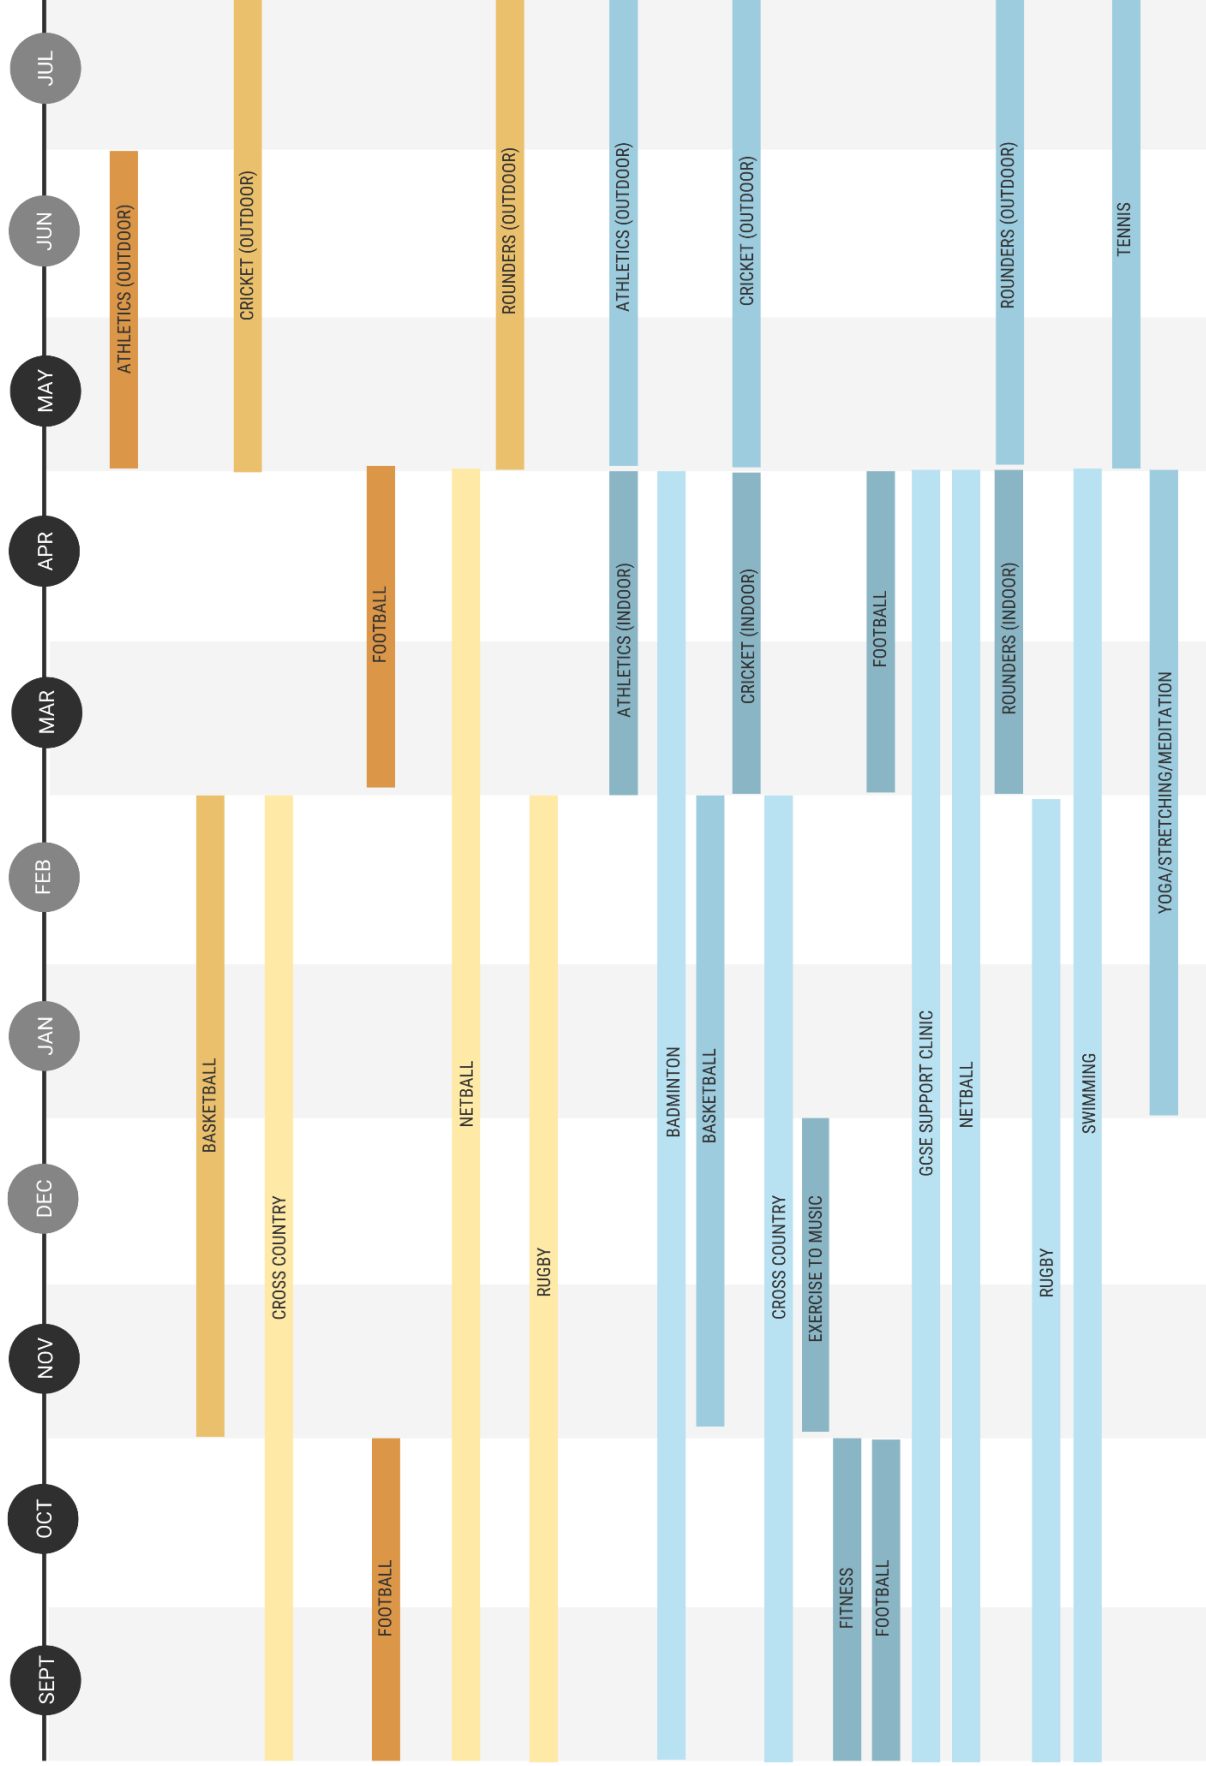 SEPT
OCT
NOV
DEC
JAN
FEB
MAR
APR
MAY
JUN
JUL
ATHLETICS (OUTDOOR)
BASKETBALL
CRICKET (OUTDOOR)
CROSS COUNTRY
FOOTBALL
FOOTBALL
NETBALL
ROUNDERS (OUTDOOR)
RUGBY
ATHLETICS (INDOOR)
ATHLETICS (OUTDOOR)
BADMINTON
BASKETBALL
CRICKET (INDOOR)
CRICKET (OUTDOOR)
CROSS COUNTRY
EXERCISE TO MUSIC
FITNESS
FOOTBALL
FOOTBALL
GCSE SUPPORT CLINIC
NETBALL
ROUNDERS (INDOOR)
ROUNDERS (OUTDOOR)
RUGBY
SWIMMING
TENNIS
YOGA/STRETCHING/MEDITATION